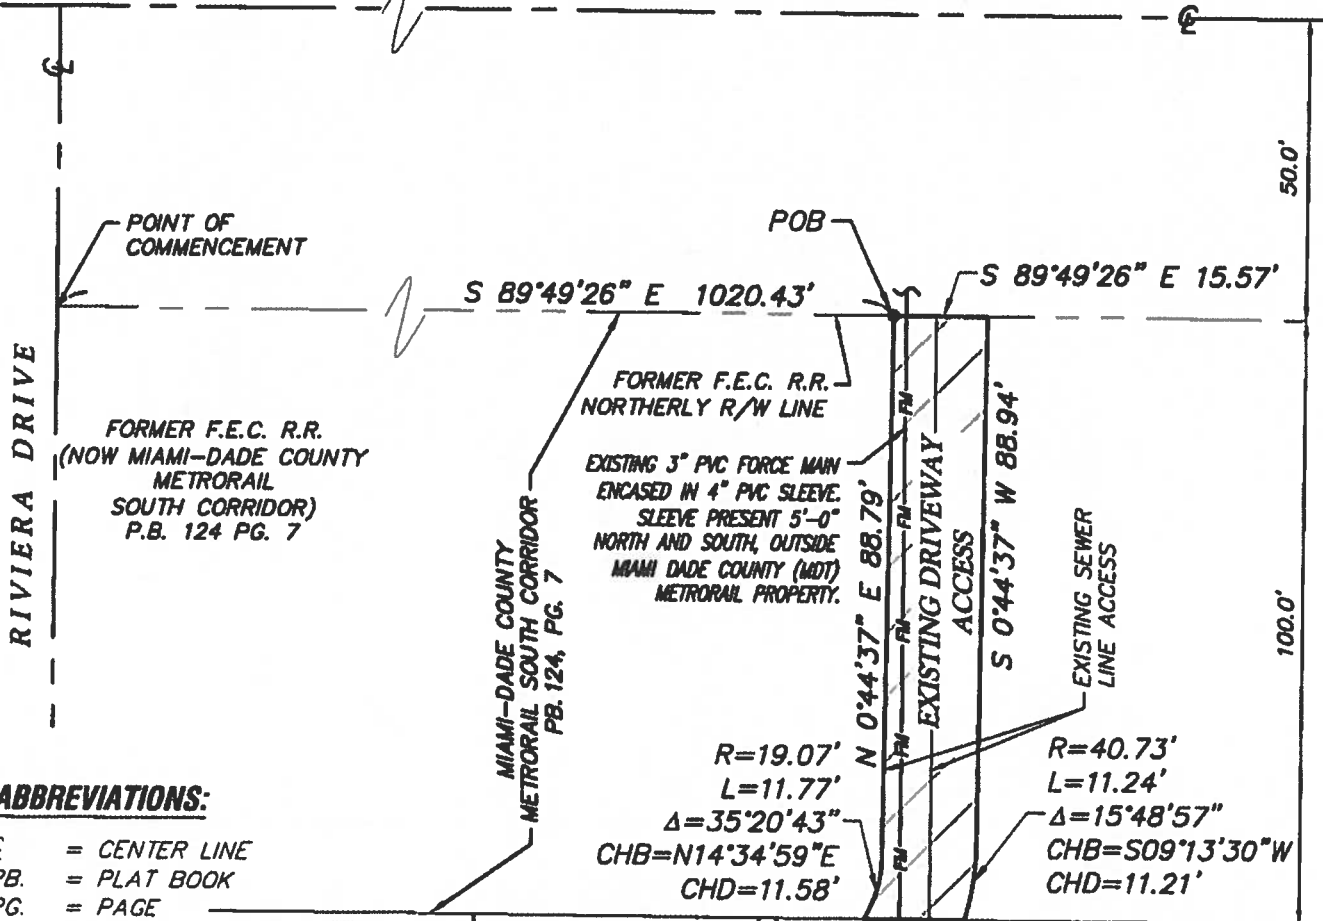 ℄
℄
50.0'
POINT OF
COMMENCEMENT
POB
S 89°49'26" E 1020.43'
S 89°49'26" E 15.57'
RIVIERA DRIVE
FORMER F.E.C. R.R.
(NOW MIAMI-DADE COUNTY
METRORAIL
SOUTH CORRIDOR)
P.B. 124 PG. 7
FORMER F.E.C. R.R.
NORTHERLY R/W LINE
EXISTING 3" PVC FORCE MAIN
ENCASED IN 4" PVC SLEEVE.
SLEEVE PRESENT 5'-0"
NORTH AND SOUTH, OUTSIDE
MIAMI DADE COUNTY (MDT)
METRORAIL PROPERTY.
MIAMI-DADE COUNTY
METRORAIL SOUTH CORRIDOR
PB. 124, PG. 7
N 0°44'37" E 88.79'
FM
FM
FM
FM
EXISTING DRIVEWAY
ACCESS
S 0°44'37" W 88.94'
EXISTING SEWER
LINE ACCESS
100.0'
R=19.07'
L=11.77'
Δ=35°20'43"
CHB=N14°34'59"E
CHD=11.58'
R=40.73'
L=11.24'
Δ=15°48'57"
CHB=S09°13'30"W
CHD=11.21'
ABBREVIATIONS:
= CENTER LINE
PB. = PLAT BOOK
PG. = PAGE